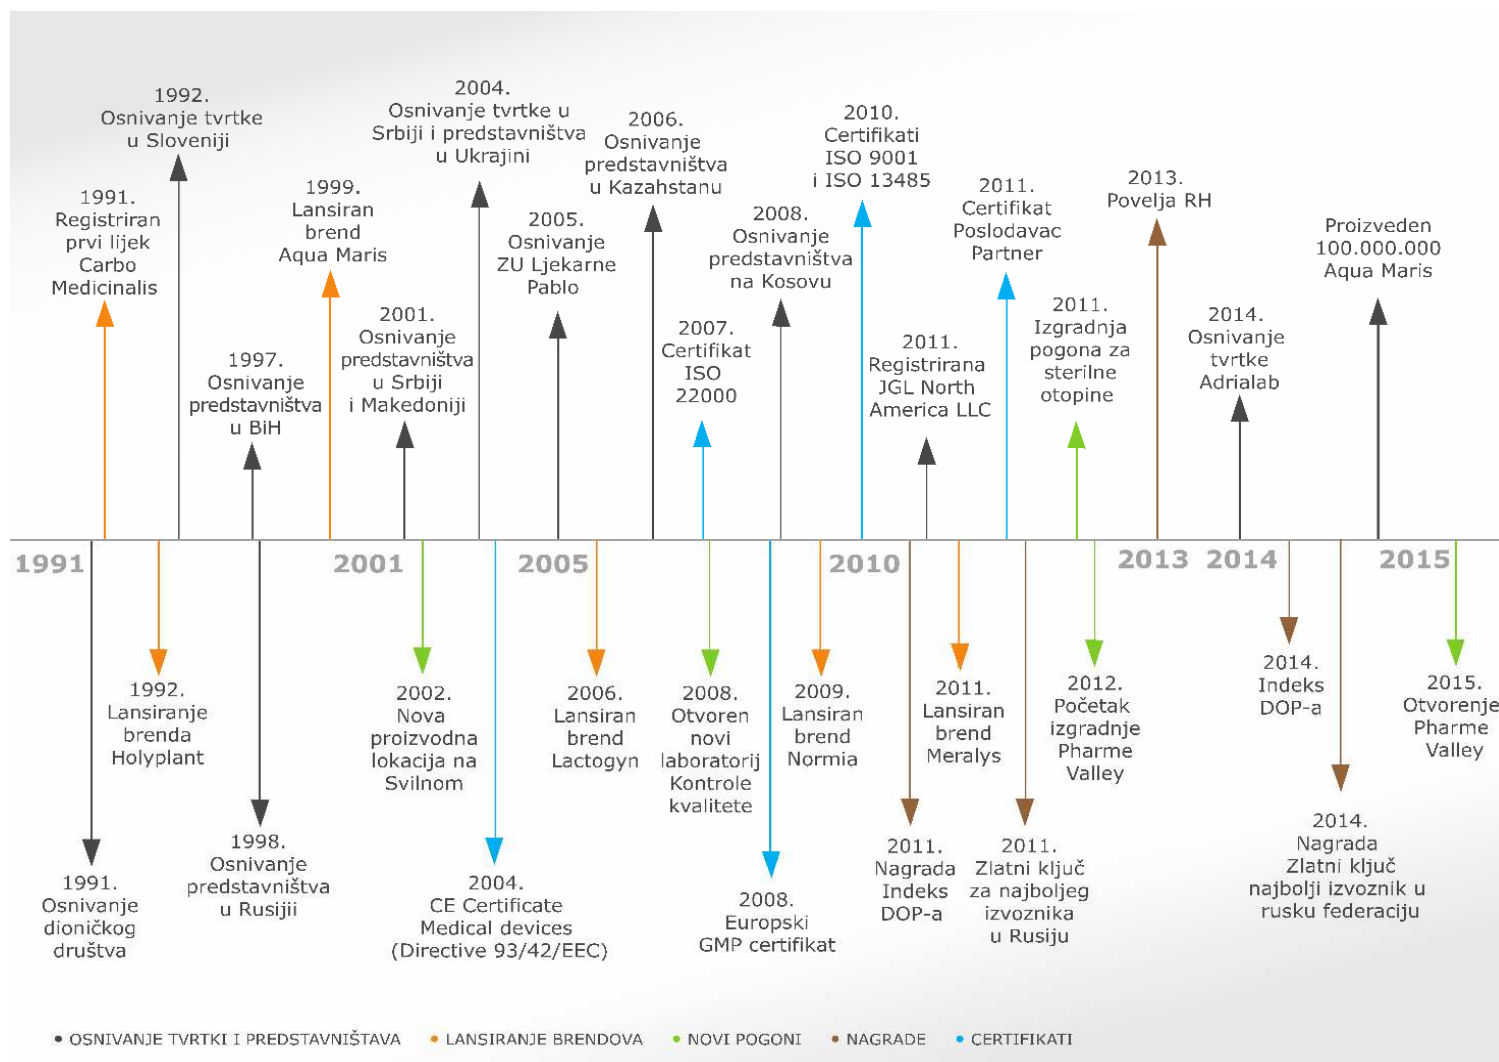 1991.
Registriran
prvi lijek
Carbo
Medicinalis
1992.
Osnivanje tvrtke
u Sloveniji
1997.
Osnivanje
predstavništva
u BiH
1999.
Lansiran
brend
Aqua Maris
2001.
Osnivanje
predstavništva
u Srbiji
i Makedoniji
2004.
Osnivanje tvrtke u
Srbiji i predstavništva
u Ukrajini
2005.
Osnivanje
ZU Ljekarne
Pablo
2006.
Osnivanje
predstavništva
u Kazahstanu
2007.
Certifikat
ISO
22000
2008.
Osnivanje
predstavništva
na Kosovu
2010.
Certifikati
ISO 9001
i ISO 13485
2011.
Registrirana
JGL North
America LLC
2011.
Certifikat
Poslodavac
Partner
2011.
Izgradnja
pogona za
sterilne
otopine
2013.
Povelja RH
2014.
Osnivanje
tvrtke
Adrialab
Proizveden
100.000.000
Aqua Maris
1991
2001
2005
2010
2013
2014
2015
1991.
Osnivanje
dioničkog
društva
1992.
Lansiranje
brenda
Holyplant
1998.
Osnivanje
predstavništva
u Rusijii
2002.
Nova
proizvodna
lokacija na
Svilnom
2004.
CE Certificate
Medical devices
(Directive 93/42/EEC)
2006.
Lansiran
brend
Lactogyn
2008.
Otvoren
novi
laboratorij
Kontrole
kvalitete
2008.
Europski
GMP certifikat
2009.
Lansiran
brend
Normia
2011.
Nagrada
Indeks
DOP-a
2011.
Lansiran
brend
Meralys
2011.
Zlatni ključ
za najboljeg
izvoznika
u Rusiju
2012.
Početak
izgradnje
Pharme
Valley
2014.
Indeks
DOP-a
2014.
Nagrada
Zlatni ključ
najbolji izvoznik u
rusku federaciju
2015.
Otvorenje
Pharme
Valley
• OSNIVANJE TVRTKI I PREDSTAVNIŠTAVA • LANSIRANJE BRENDOVA • NOVI POGONI • NAGRADE • CERTIFIKATI